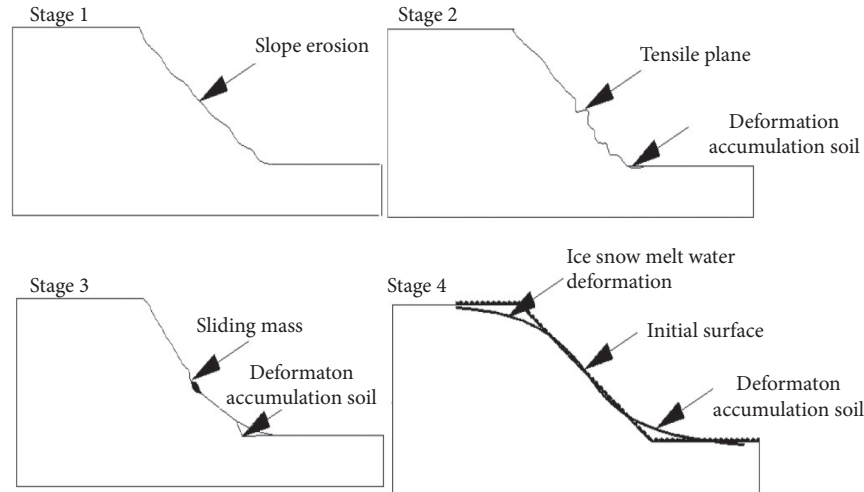 Stage 1
Slope erosion
Stage 2
Tensile plane
Deformation
accumulation soil
Stage 3
Sliding mass
Deformaton
accumulation soil
Stage 4
Ice snow melt water
deformation
Initial surface
Deformaton
accumulation soil